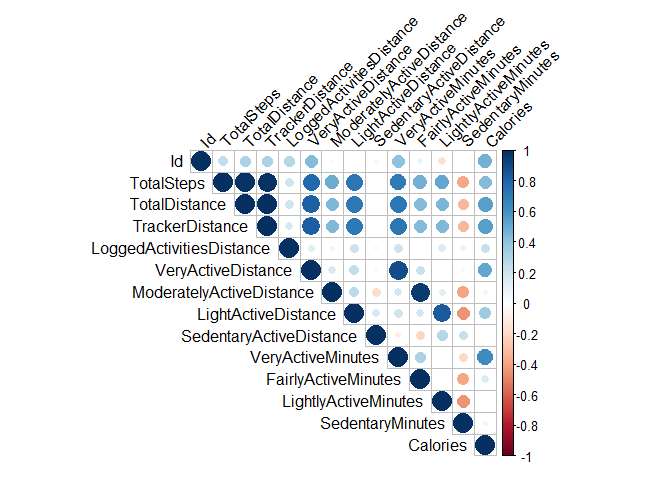 Id
TotalSteps
TotalDistance
TrackerDistance
LoggedActivitiesDistance
VeryActiveDistance
ModeratelyActiveDistance
LightActiveDistance
SedentaryActiveDistance
VeryActiveMinutes
FairlyActiveMinutes
LightlyActiveMinutes
SedentaryMinutes
Calories
Id
TotalSteps
TotalDistance
TrackerDistance
LoggedActivitiesDistance
VeryActiveDistance
ModeratelyActiveDistance
LightActiveDistance
SedentaryActiveDistance
VeryActiveMinutes
FairlyActiveMinutes
LightlyActiveMinutes
SedentaryMinutes
Calories
1
0.8
0.6
0.4
0.2
0
-0.2
-0.4
-0.6
-0.8
-1